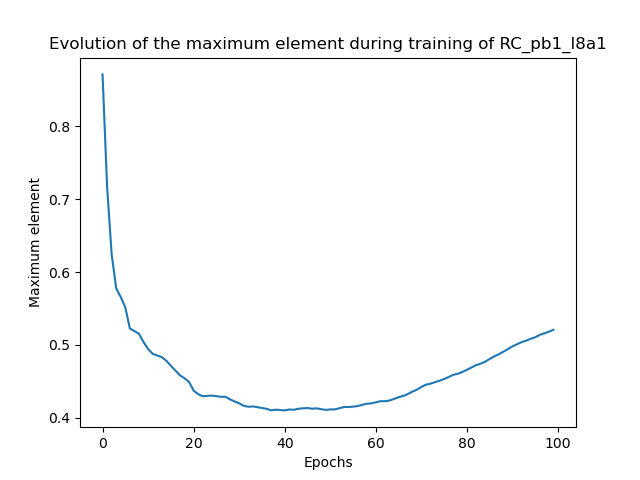 Evolution of the maximum element during training of RC_pb1_l8a1
Maximum element
0.8
0.7
0.6
0.5
0.4
0 20 40 60 80 100
Epochs